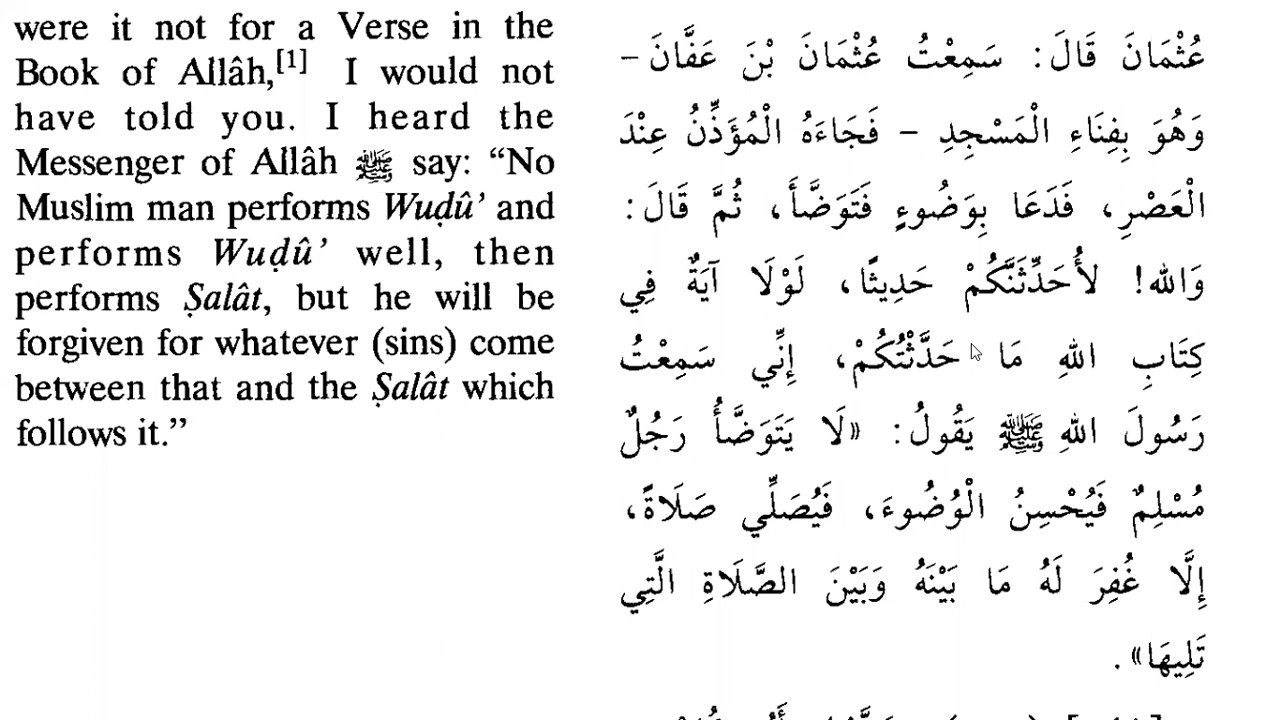 were it not for a Verse in the
Book of Allâh,[1] I would not
have told you. I heard the
Messenger of Allâh ﷺ say: “No
Muslim man performs Wuḍû’ and
performs Wuḍû’ well, then
performs Ṣalât, but he will be
forgiven for whatever (sins) come
between that and the Ṣalât which
follows it.”
عُثْمَانَ قَالَ: سَمِعْتُ عُثْمَانَ بْنَ عَفَّانَ –
وَهُوَ بِفِنَاءِ الْمَسْجِدِ – فَجَاءَهُ الْمُؤَذِّنُ عِنْدَ
الْعَصْرِ، فَدَعَا بِوَضُوءٍ فَتَوَضَّأَ، ثُمَّ قَالَ:
وَالله! لأُحَدِّثَنَّكُمْ حَدِيثًا، لَوْلَا آيَةٌ فِي
كِتَابِ اللهِ مَا حَدَّثْتُكُمْ، إِنِّي سَمِعْتُ
رَسُولَ اللهِ ﷺ يَقُولُ: «لَا يَتَوَضَّأُ رَجُلٌ
مُسْلِمٌ فَيُحْسِنُ الْوُضُوءَ، فَيُصَلِّي صَلَاةً،
إِلَّا غُفِرَ لَهُ مَا بَيْنَهُ وَبَيْنَ الصَّلَاةِ الَّتِي
تَلِيهَا».